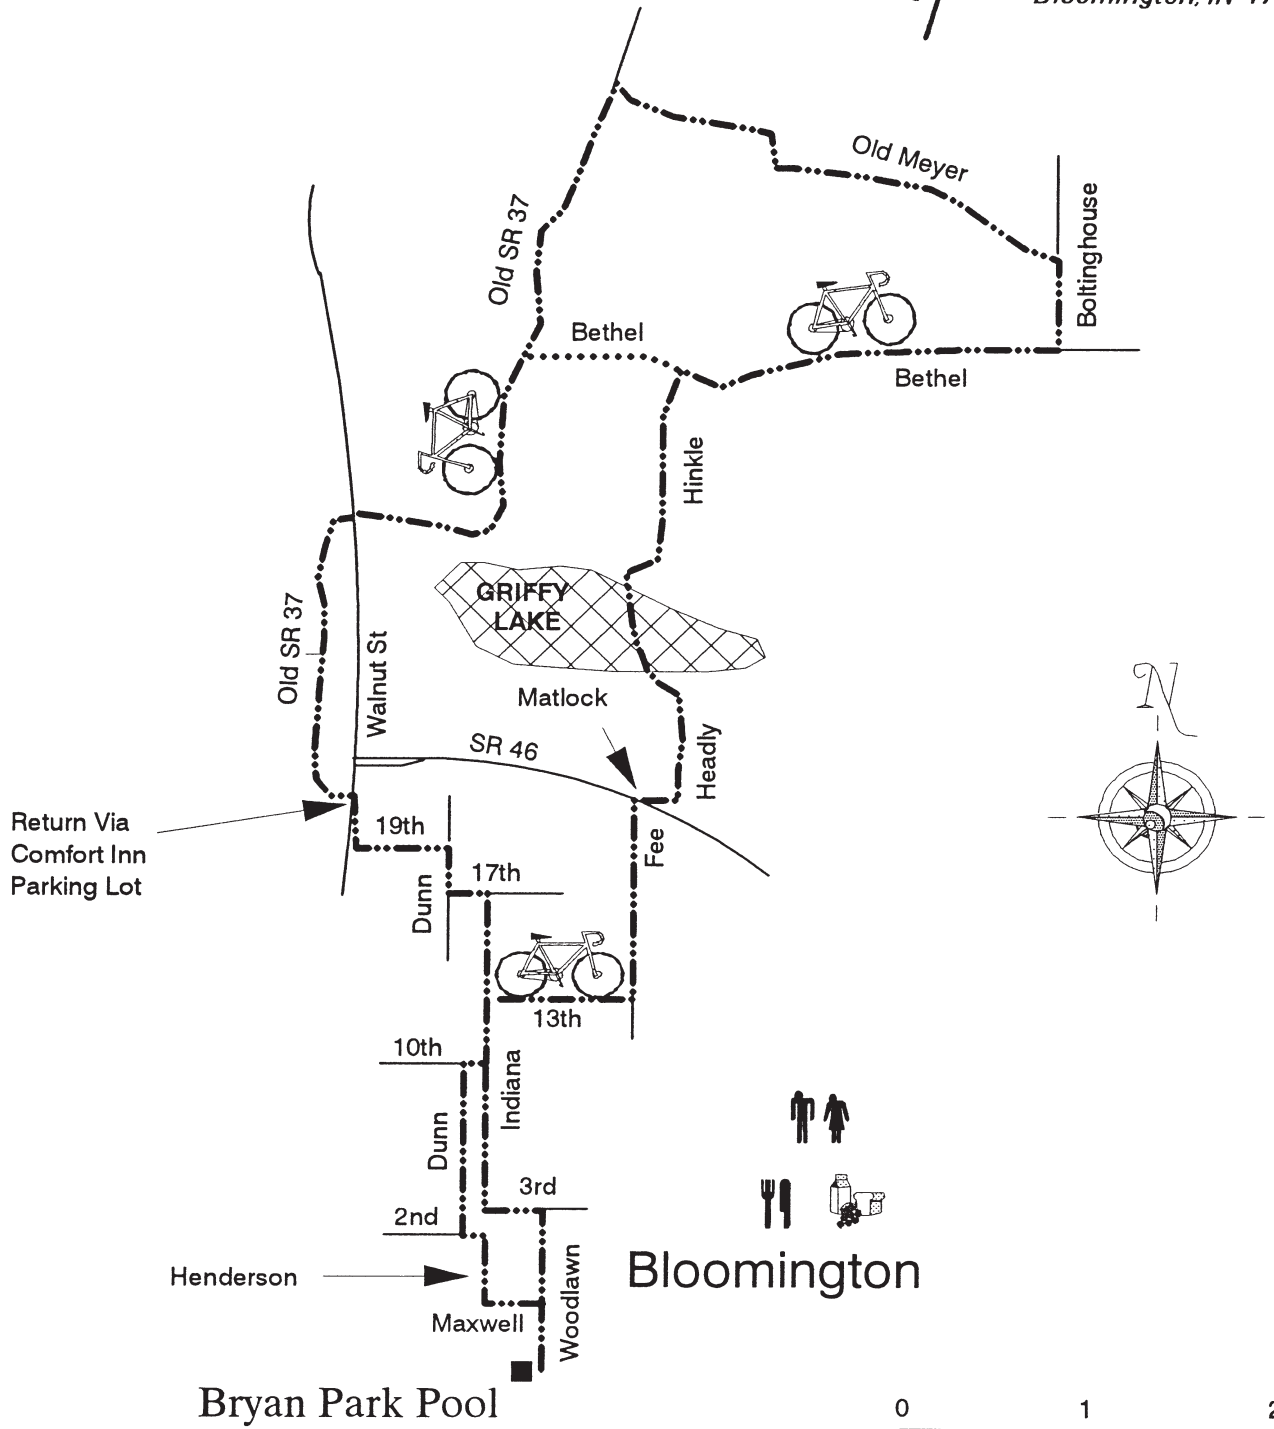 Old Meyer
Boltinghouse
Old SR 37
Bethel
Bethel
Hinkle
GRIFFY
LAKE
Old SR 37
Walnut St
Matlock
SR 46
Headly
N
Return Via
Comfort Inn
Parking Lot
19th
Fee
17th
Dunn
13th
10th
Indiana
Dunn
3rd
2nd
Henderson
Bloomington
Woodlawn
Maxwell
Bryan Park Pool
0 1